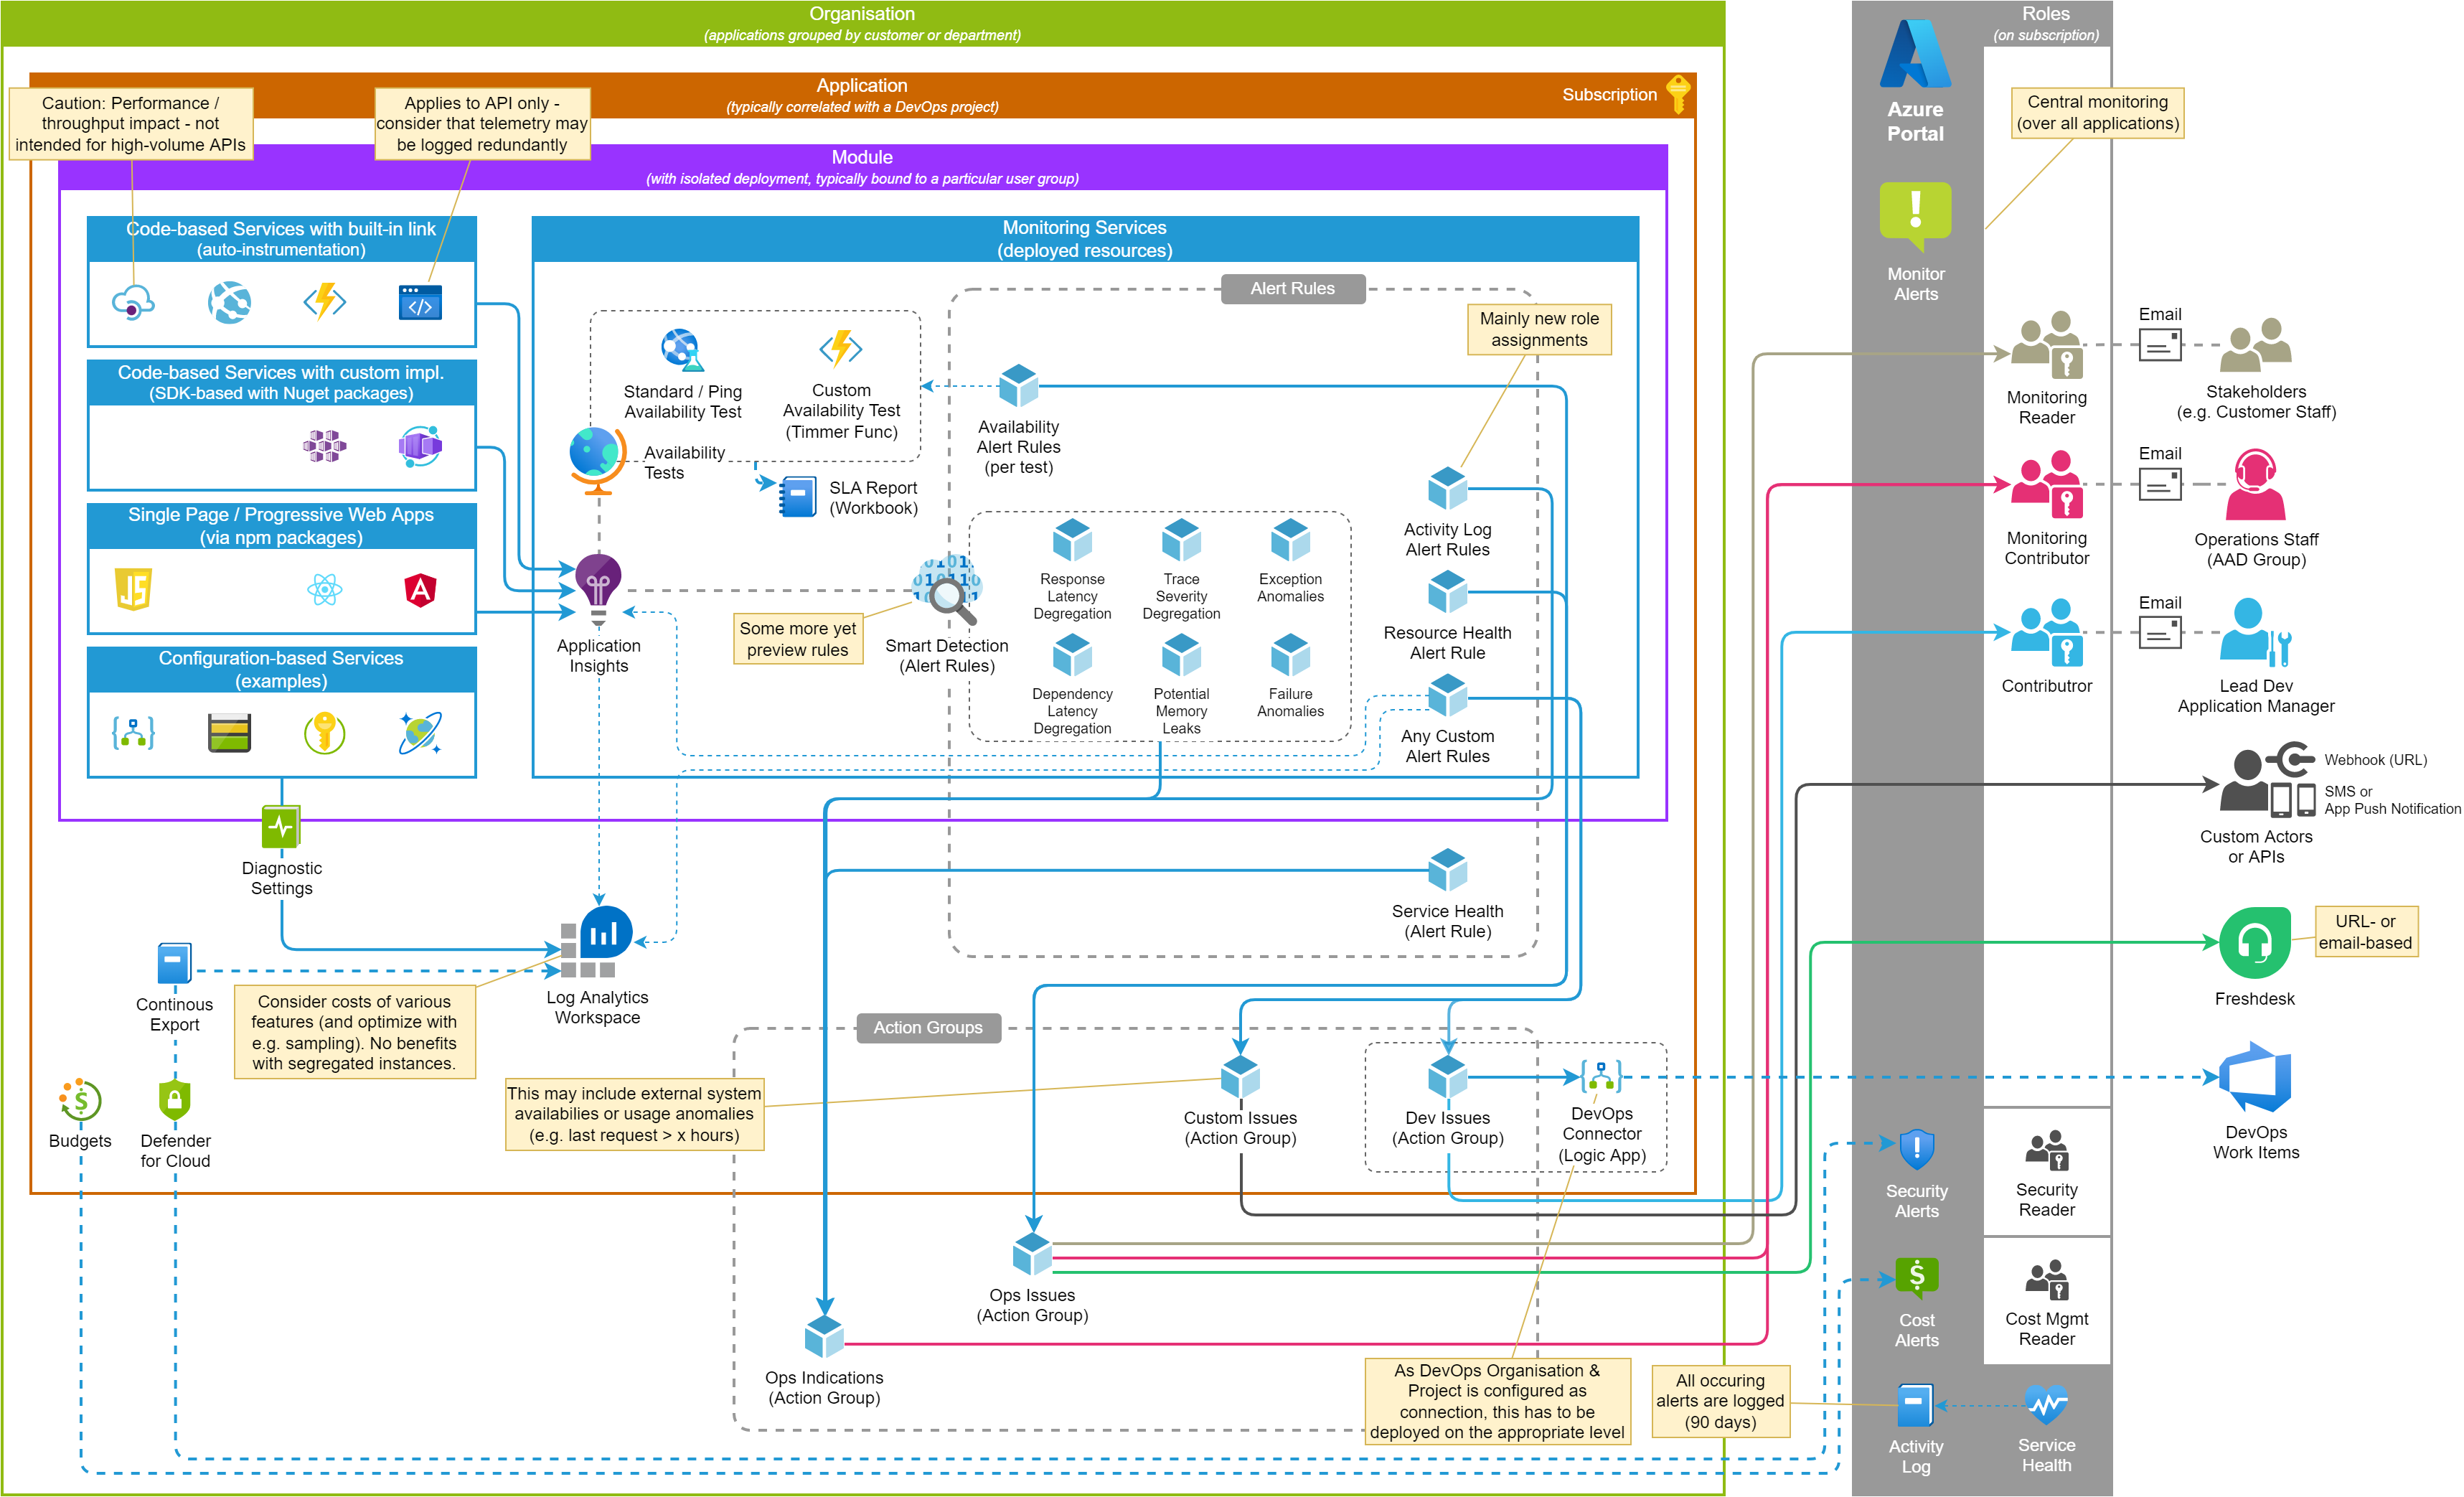 Organisation
(applications grouped by customer or department)
Application
(typically correlated with a DevOps project)
Subscription
Caution: Performance /
throughput impact - not
intended for high-volume APIs
Applies to API only -
consider that telemetry may
be logged redundantly
Module
(with isolated deployment, typically bound to a particular user group)
Code-based Services with built-in link
(auto-instrumentation)
Code-based Services with custom impl.
(SDK-based with Nuget packages)
Single Page / Progressive Web Apps
(via npm packages)
JS
Configuration-based Services
(examples)
Monitoring Services
(deployed resources)
Alert Rules
Standard / Ping
Availability Test
Custom
Availability Test
(Timmer Func)
Availability
Tests
SLA Report
(Workbook)
Availability
Alert Rules
(per test)
Mainly new role
assignments
Activity Log
Alert Rules
Resource Health
Alert Rule
Any Custom
Alert Rules
Application
Insights
Some more yet
preview rules
Smart Detection
(Alert Rules)
Response
Latency
Degregation
Trace
Severity
Degregation
Exception
Anomalies
Dependency
Latency
Degregation
Potential
Memory
Leaks
Failure
Anomalies
Diagnostic
Settings
Service Health
(Alert Rule)
Continous
Export
Consider costs of various
features (and optimize with
e.g. sampling). No benefits
with segregated instances.
Log Analytics
Workspace
Budgets
Defender
for Cloud
Action Groups
This may include external system
availabilies or usage anomalies
(e.g. last request > x hours)
Custom Issues
(Action Group)
Dev Issues
(Action Group)
DevOps
Connector
(Logic App)
Ops Issues
(Action Group)
Ops Indications
(Action Group)
As DevOps Organisation &
Project is configured as
connection, this has to be
deployed on the appropriate level
All occuring
alerts are logged
(90 days)
Azure
Portal
Roles
(on subscription)
Central monitoring
(over all applications)
Monitor
Alerts
Monitoring
Reader
Email
Stakeholders
(e.g. Customer Staff)
Monitoring
Contributor
Email
Operations Staff
(AAD Group)
Contributror
Email
Lead Dev
Application Manager
Webhook (URL)
SMS or
App Push Notification
Custom Actors
or APIs
URL- or
email-based
Freshdesk
DevOps
Work Items
Security
Alerts
Security
Reader
Cost
Alerts
Cost Mgmt
Reader
Activity
Log
Service
Health